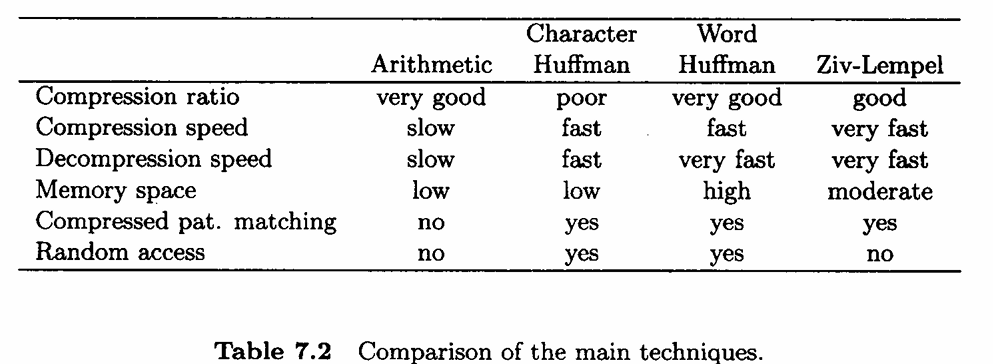 Character Word
Arithmetic Huffman Huffman Ziv-Lempel
Compression ratio very good poor very good good
Compression speed slow fast fast very fast
Decompression speed slow fast very fast very fast
Memory space low low high moderate
Compressed pat. matching no yes yes yes
Random access no yes yes no
Table 7.2 Comparison of the main techniques.